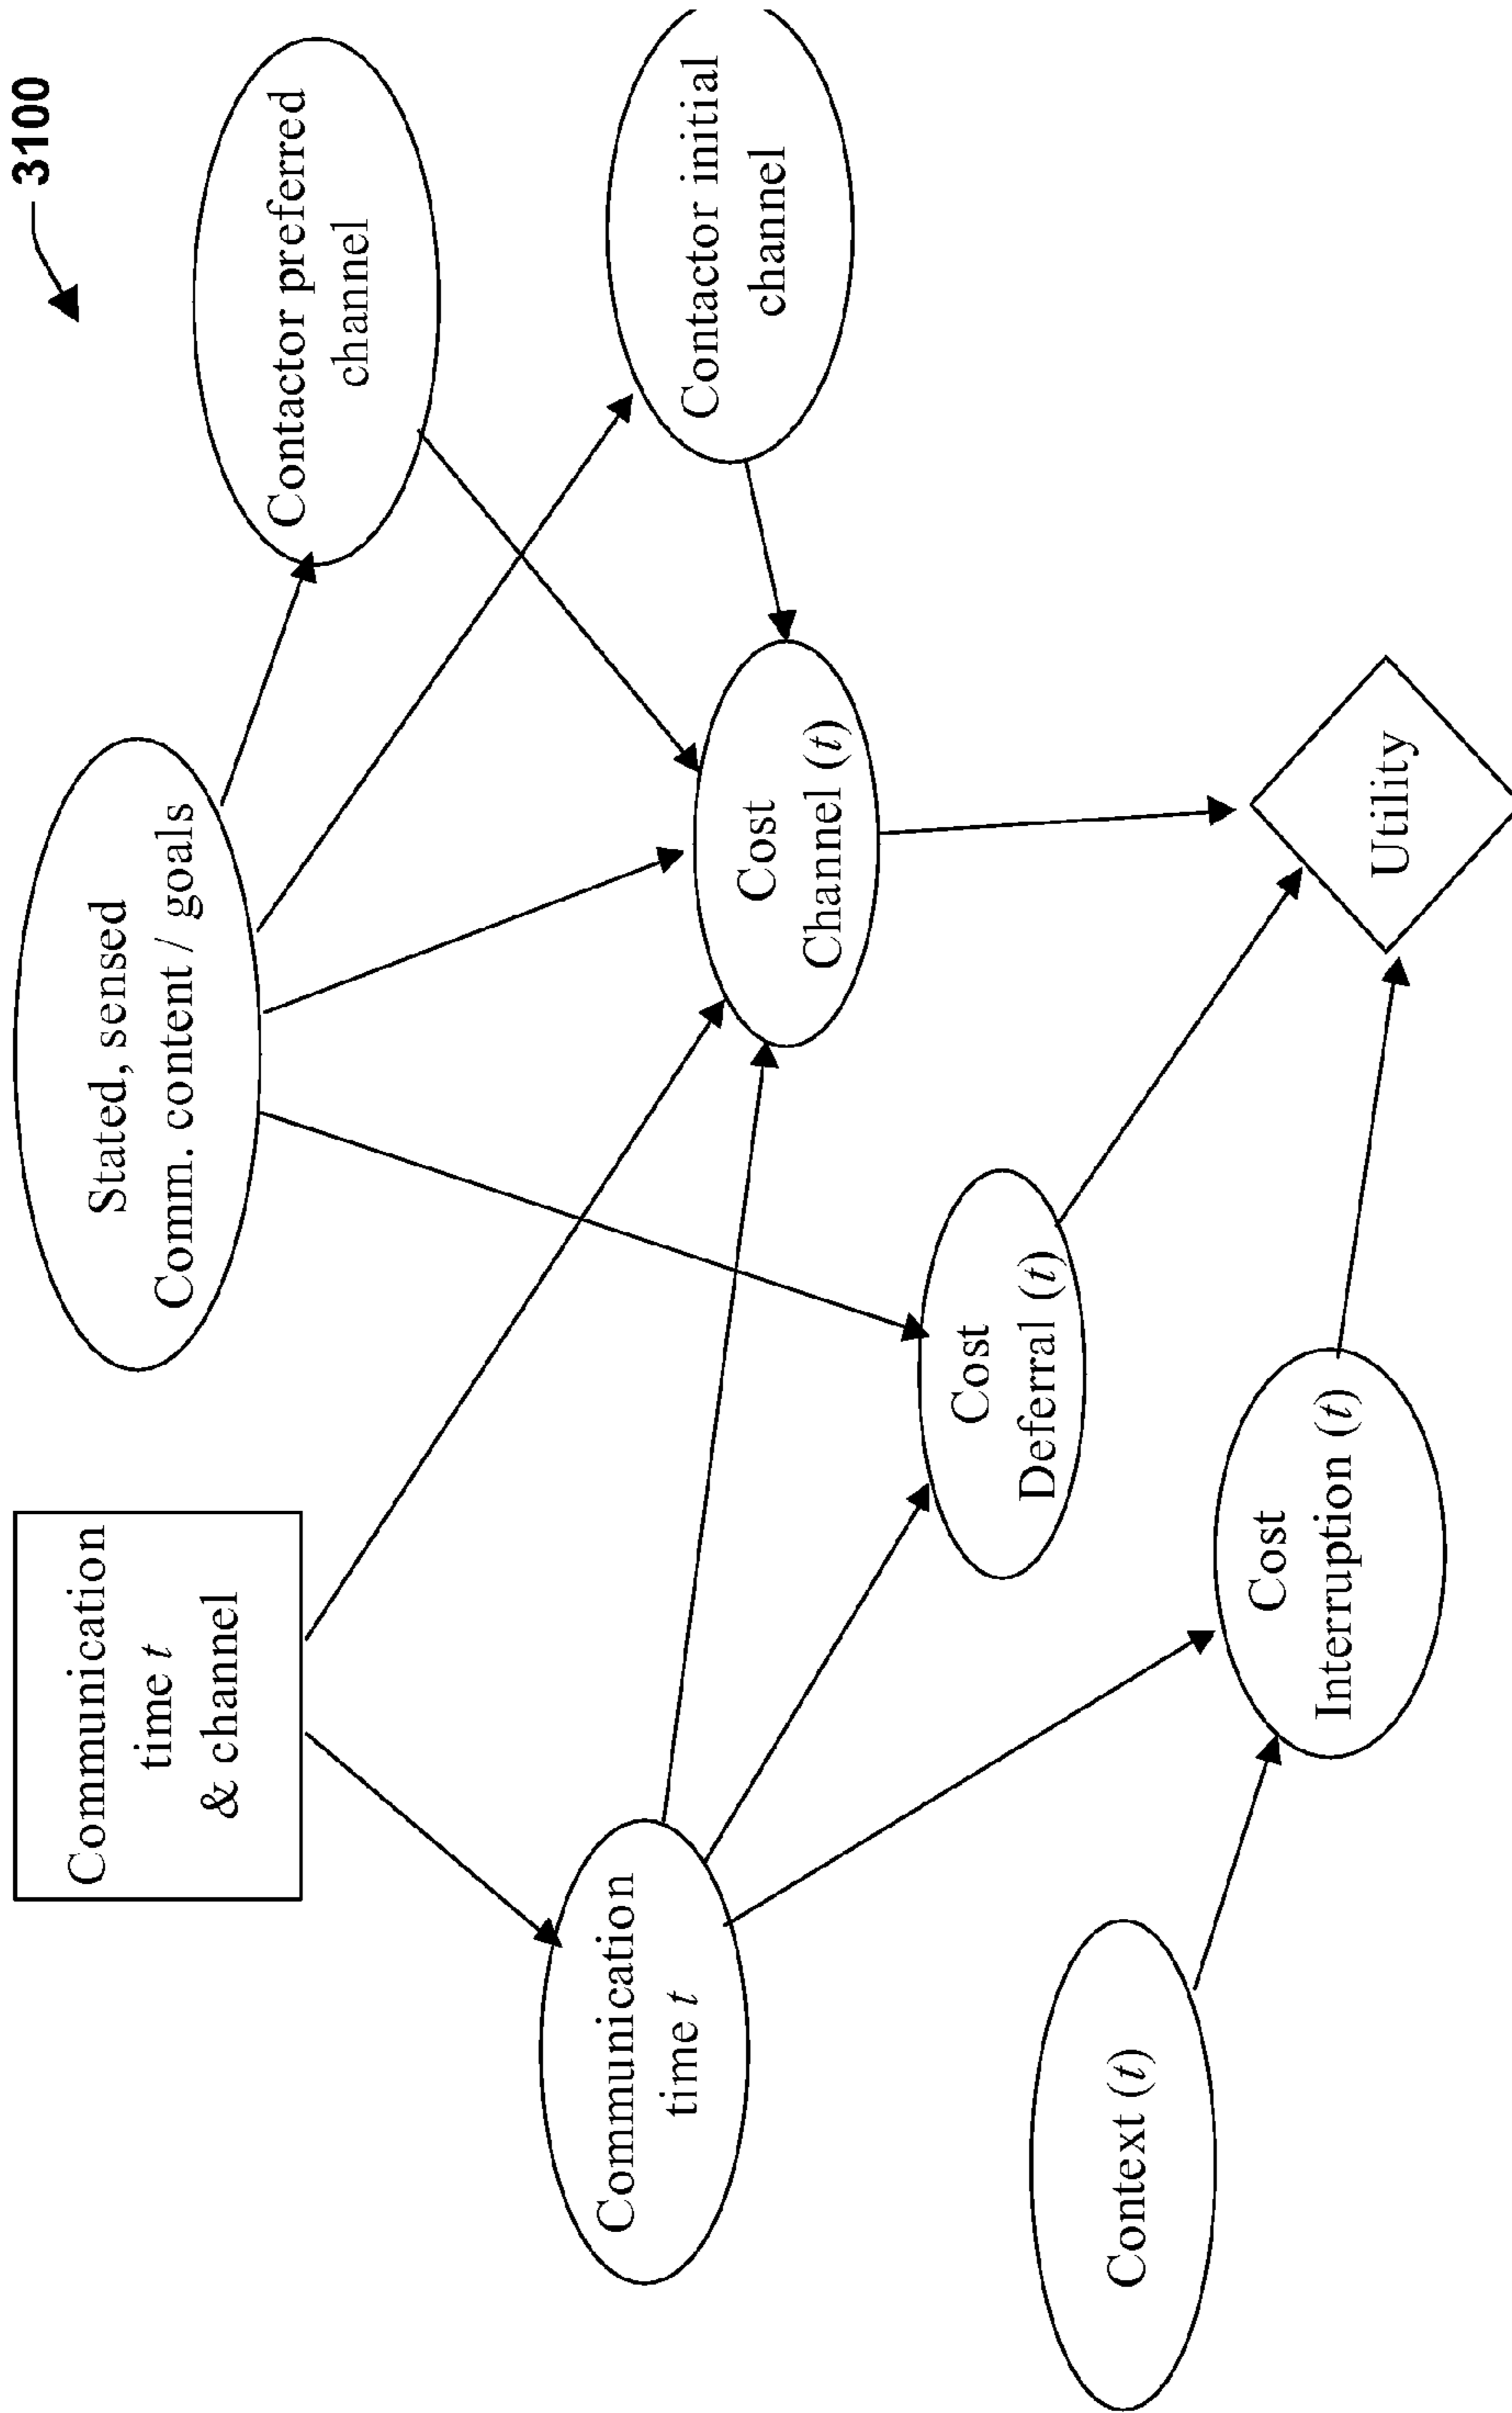 3100
Communication
time t
& channel
Stated, sensed
Comm. content / goals
Contactor preferred
channel
Communication
time t
Contactor initial
channel
Cost
Channel (t)
Cost
Deferral (t)
Context (t)
Cost
Interruption (t)
Utility